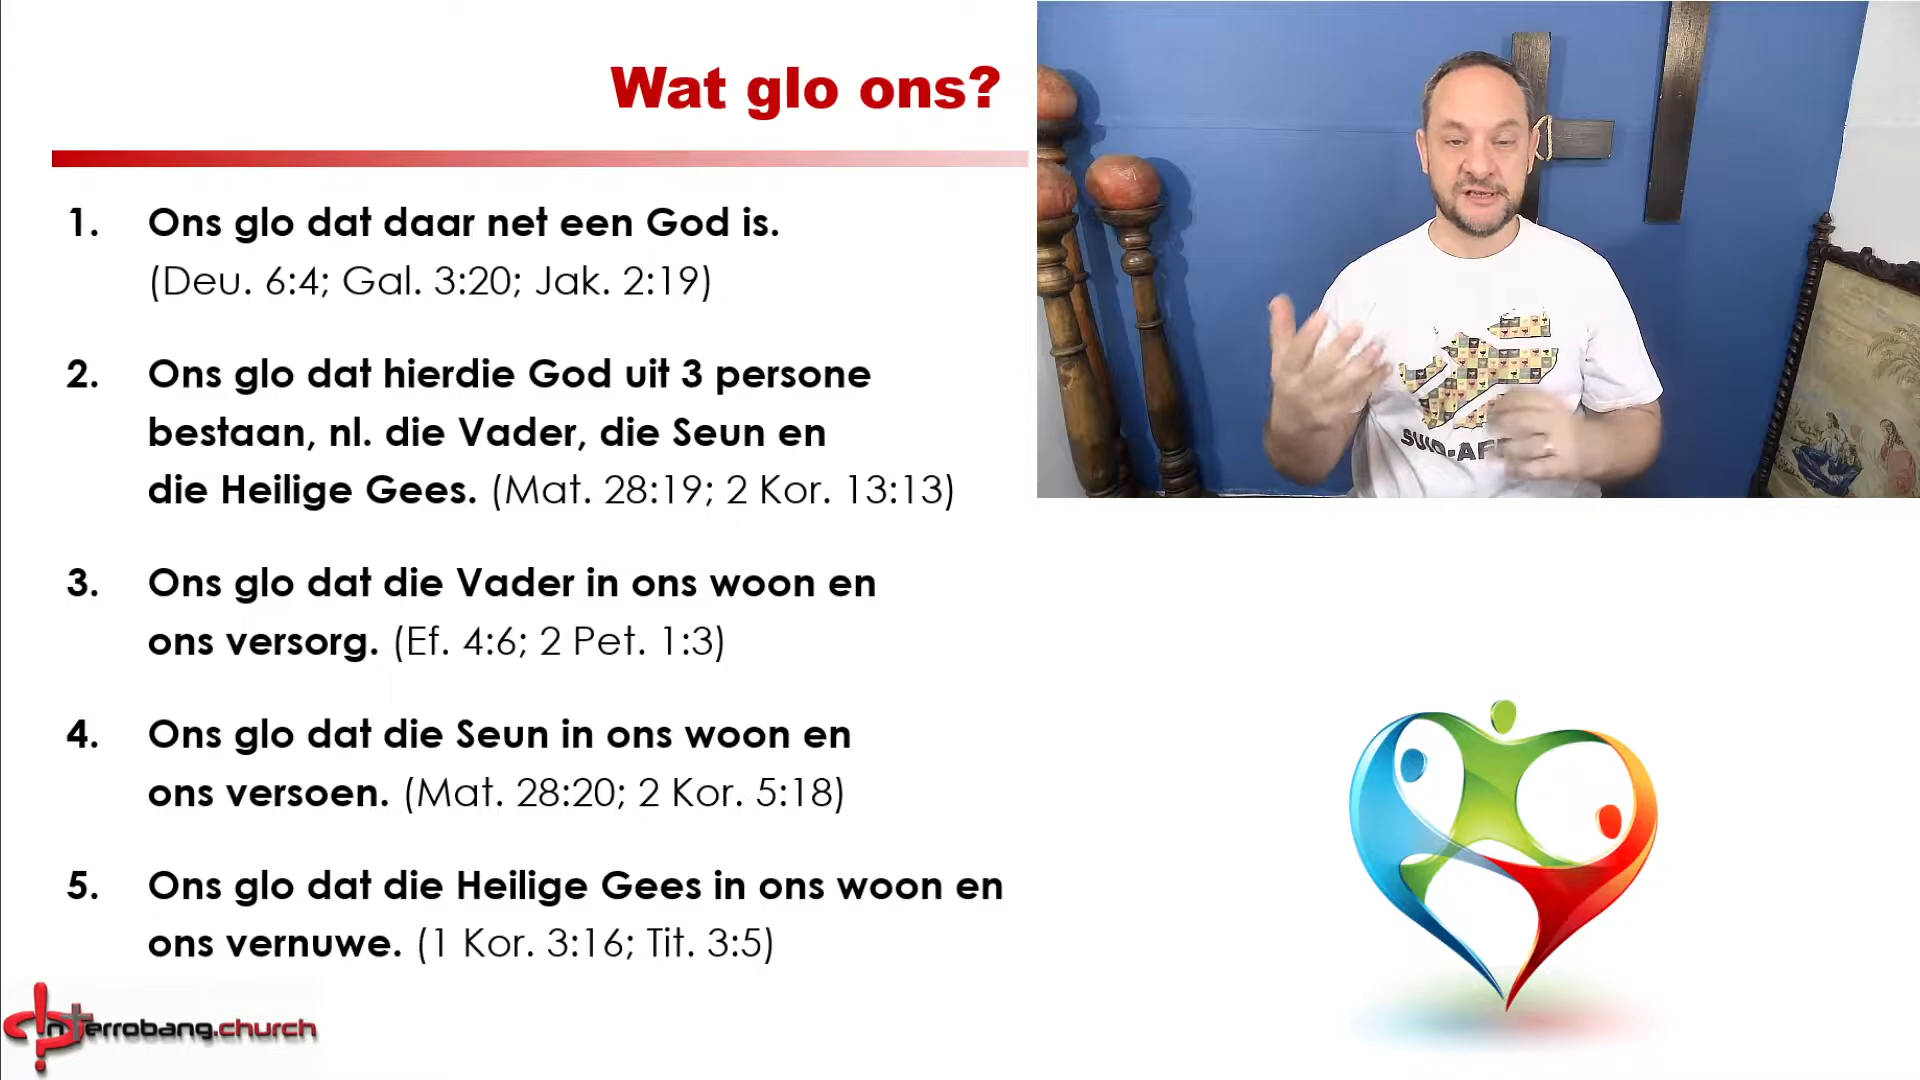 Wat glo ons?
1. Ons glo dat daar net een God is.
(Deu. 6:4; Gal. 3:20; Jak. 2:19)
2. Ons glo dat hierdie God uit 3 persone
bestaan, nl. die Vader, die Seun en
die Heilige Gees. (Mat. 28:19; 2 Kor. 13:13)
3. Ons glo dat die Vader in ons woon en
ons versorg. (Ef. 4:6; 2 Pet. 1:3)
4. Ons glo dat die Seun in ons woon en
ons versoen. (Mat. 28:20; 2 Kor. 5:18)
5. Ons glo dat die Heilige Gees in ons woon en
ons vernuwe. (1 Kor. 3:16; Tit. 3:5)
Interrobang.church